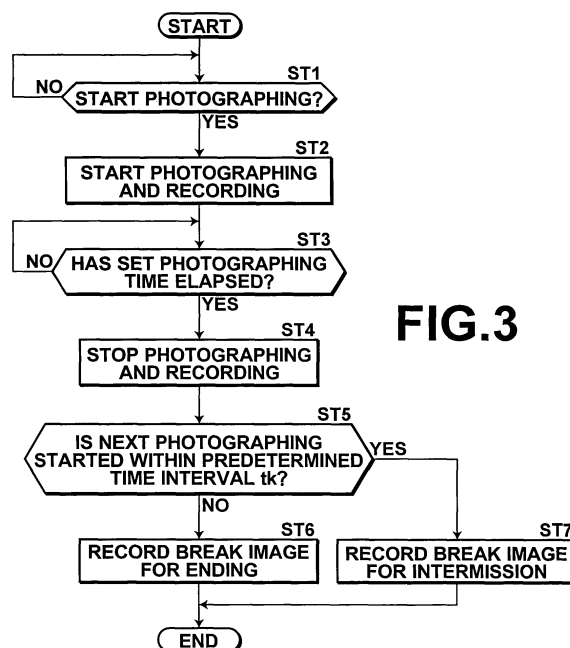 START
ST1
NO
START PHOTOGRAPHING?
YES
ST2
START PHOTOGRAPHING
AND RECORDING
ST3
NO
HAS SET PHOTOGRAPHING
TIME ELAPSED?
YES
FIG.3
ST4
STOP PHOTOGRAPHING
AND RECORDING
ST5
IS NEXT PHOTOGRAPHING
STARTED WITHIN PREDETERMINED
TIME INTERVAL tk?
YES
NO
ST6
RECORD BREAK IMAGE
FOR ENDING
ST7
RECORD BREAK IMAGE
FOR INTERMISSION
END